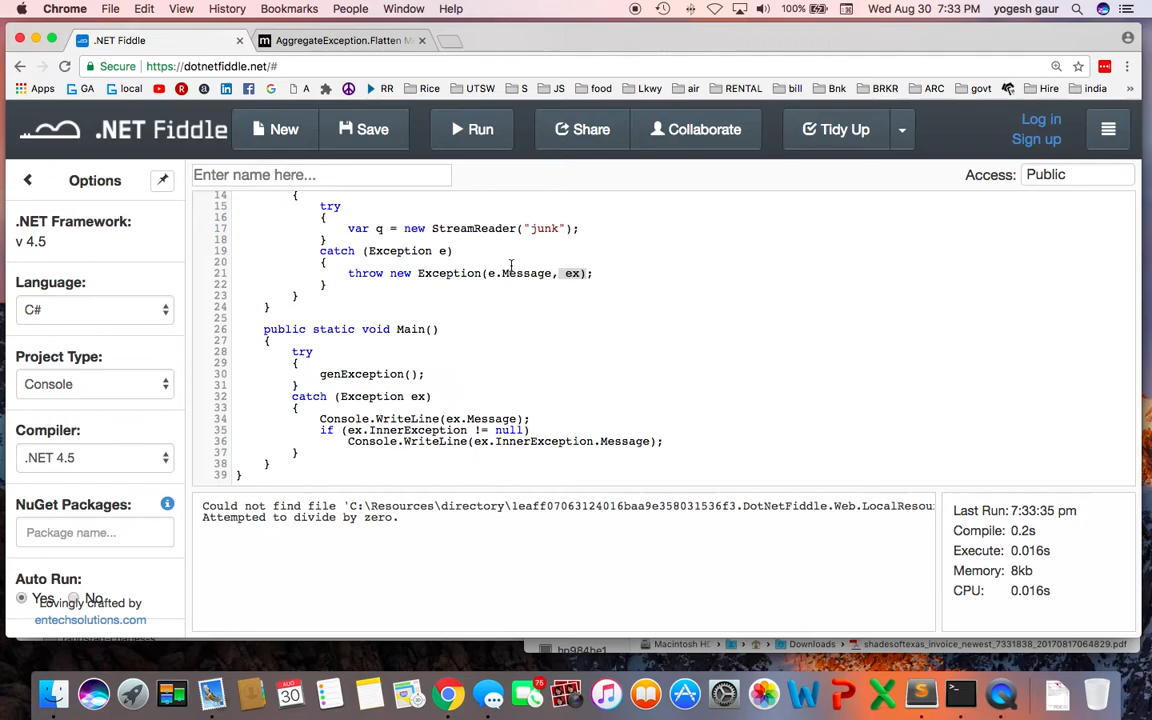 Chrome File Edit View History Bookmarks People Window Help 100% Wed Aug 30 7:33 PM yogesh gaur
.NET Fiddle × AggregateException.Flatten M ×
Secure https://dotnetfiddle.net/#
Apps GA local A RR Rice UTSW S JS food Lkwy air RENTAL bill Bnk BRKR ARC govt Hire india »
.NET Fiddle New Save Run Share Collaborate Tidy Up Log in
Sign up
Options
Enter name here...
Access: Public
.NET Framework:
v 4.5
Language:
C#
Project Type:
Console
Compiler:
.NET 4.5
NuGet Packages:
Package name...
Auto Run:
Yes No
Lovingly crafted by
entechsolutions.com
14 {
15 try
16 {
17 var q = new StreamReader("junk");
18 }
19 catch (Exception e)
20 {
21 throw new Exception(e.Message, ex);
22 }
23 }
24 }
25
26 public static void Main()
27 {
28 try
29 {
30 genException();
31 }
32 catch (Exception ex)
33 {
34 Console.WriteLine(ex.Message);
35 if (ex.InnerException != null)
36 Console.WriteLine(ex.InnerException.Message);
37 }
38 }
39 }
Could not find file 'C:\Resources\directory\1eaff07063124016baa9e358031536f3.DotNetFiddle.Web.LocalResou
Attempted to divide by zero.
Last Run: 7:33:35 pm
Compile: 0.2s
Execute: 0.016s
Memory: 8kb
CPU: 0.016s
Macintosh HD Downloads shadesoftexas_invoice_newest_7331838_20170817064829.pdf
hp984be1
AUG
30
76